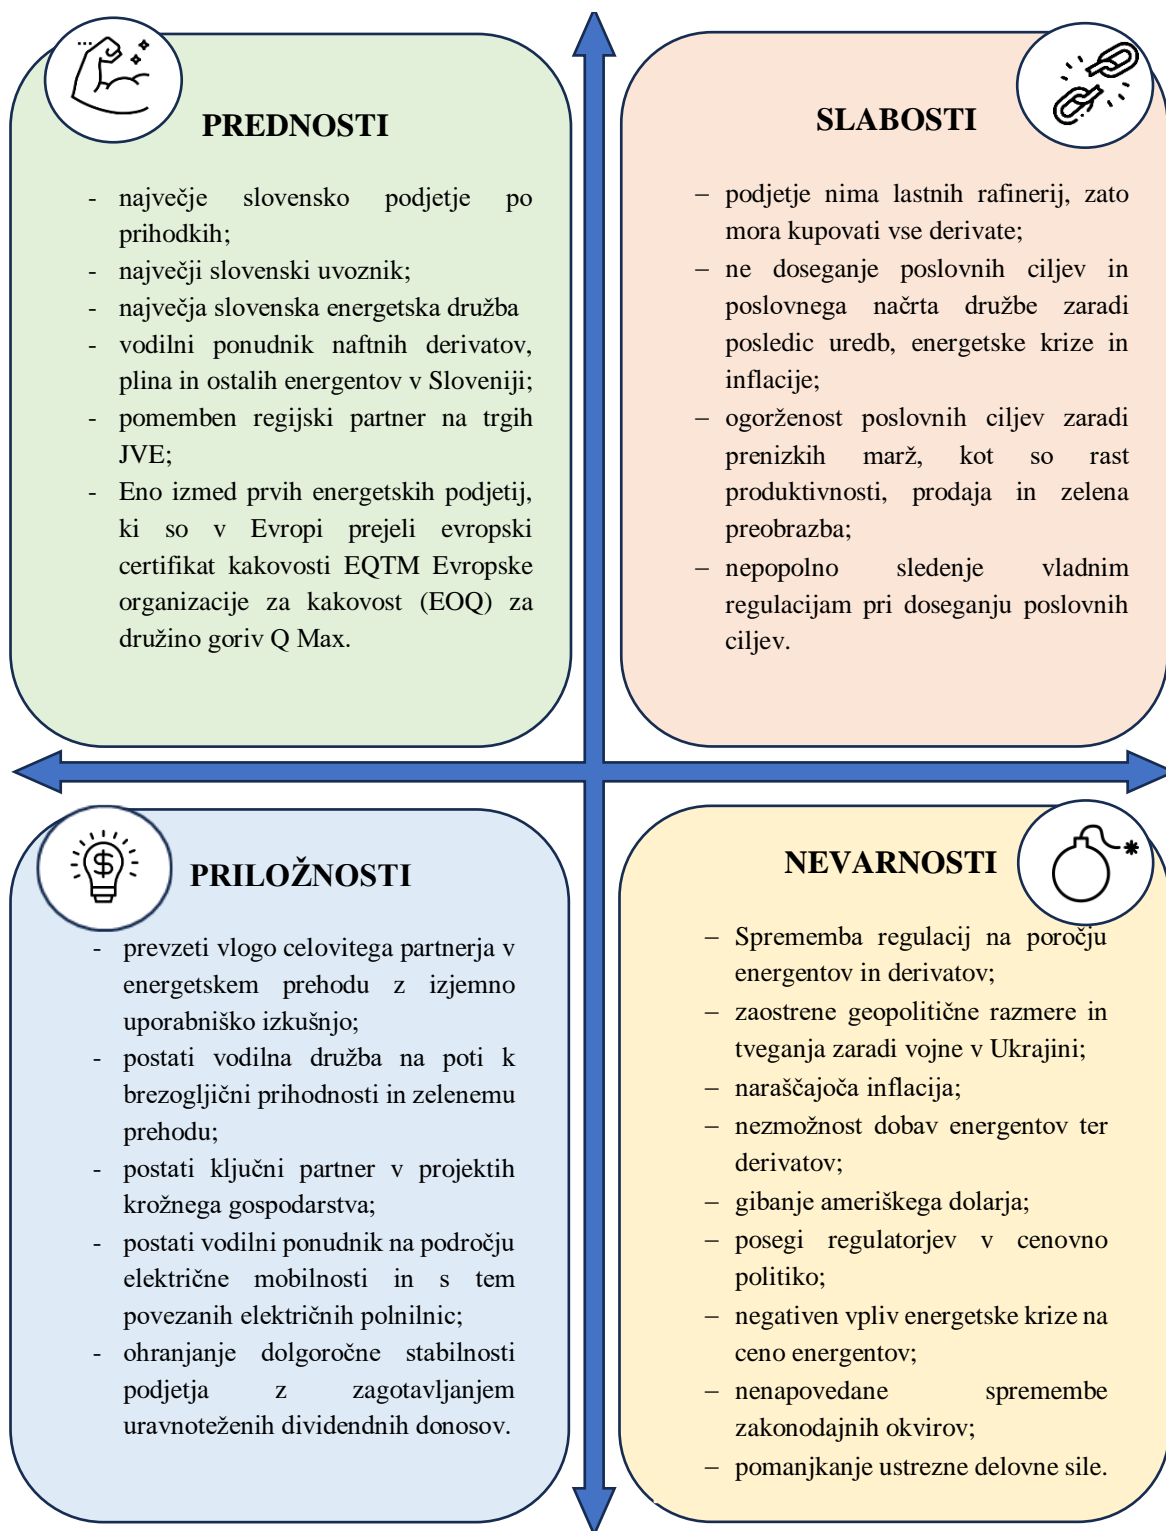 PREDNOSTI
- največje slovensko podjetje po
prihodkih;
- največji slovenski uvoznik;
- največja slovenska energetska družba
- vodilni ponudnik naftnih derivatov,
plina in ostalih energentov v Sloveniji;
- pomemben regijski partner na trgih
JVE;
- Eno izmed prvih energetskih podjetij,
ki so v Evropi prejeli evropski
certifikat kakovosti EQTM Evropske
organizacije za kakovost (EOQ) za
družino goriv Q Max.
SLABOSTI
− podjetje nima lastnih rafinerij, zato
mora kupovati vse derivate;
− ne doseganje poslovnih ciljev in
poslovnega načrta družbe zaradi
posledic uredb, energetske krize in
inflacije;
− ogorženost poslovnih ciljev zaradi
prenizkih marž, kot so rast
produktivnosti, prodaja in zelena
preobrazba;
− nepopolno sledenje vladnim
regulacijam pri doseganju poslovnih
ciljev.
PRILOŽNOSTI
- prevzeti vlogo celovitega partnerja v
energetskem prehodu z izjemno
uporabniško izkušnjo;
- postati vodilna družba na poti k
brezogljični prihodnosti in zelenemu
prehodu;
- postati ključni partner v projektih
krožnega gospodarstva;
- postati vodilni ponudnik na področju
električne mobilnosti in s tem
povezanih električnih polnilnic;
- ohranjanje dolgoročne stabilnosti
podjetja z zagotavljanjem
uravnoteženih dividendnih donosov.
NEVARNOSTI
− Sprememba regulacij na poročju
energentov in derivatov;
− zaostrene geopolitične razmere in
tveganja zaradi vojne v Ukrajini;
− naraščajoča inflacija;
− nezmožnost dobav energentov ter
derivatov;
− gibanje ameriškega dolarja;
− posegi regulatorjev v cenovno
politiko;
− negativen vpliv energetske krize na
ceno energentov;
− nenapovedane spremembe
zakonodajnih okvirov;
− pomanjkanje ustrezne delovne sile.